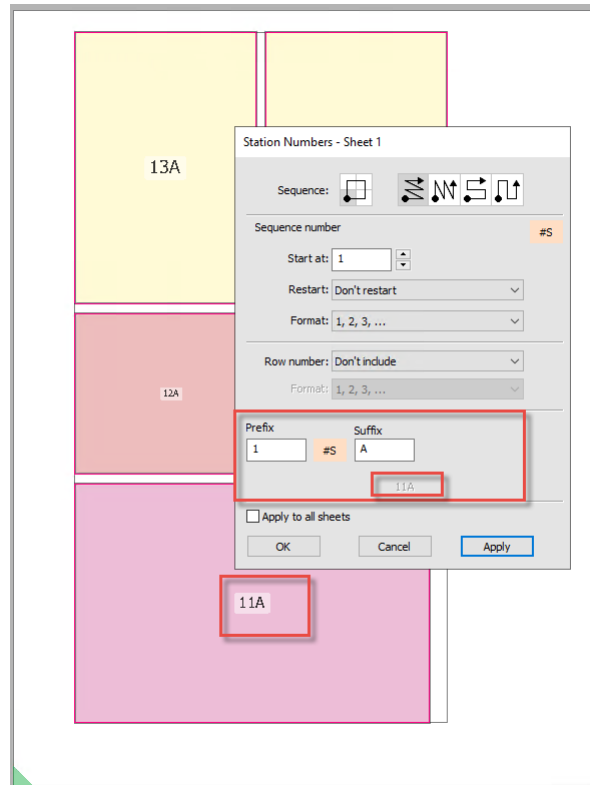 13A
12A
11A
Station Numbers - Sheet 1
Sequence:
Sequence number
#S
Start at: 1
Restart: Don't restart
Format: 1, 2, 3, ...
Row number: Don't include
Format: 1, 2, 3, ...
Prefix Suffix
1 #S A
11A
Apply to all sheets
OK Cancel Apply